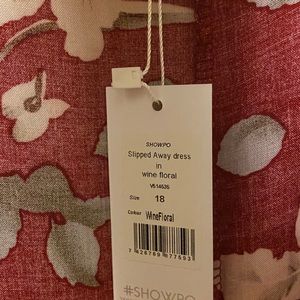 SHOWPO
Slipped Away dress
in
wine floral
Size 18
Colour WineFloral
#SHOWPO